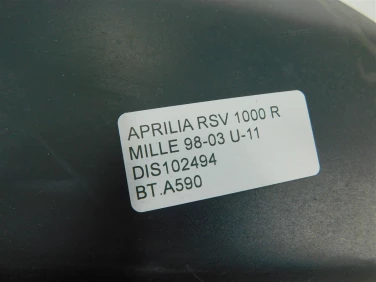 APRILIA RSV 1000 R
MILLE 98-03 U-11
DIS102494
BT.A590